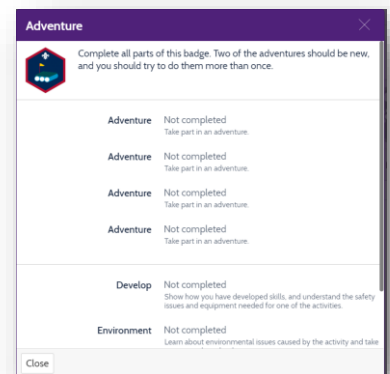 Adventure
Complete all parts of this badge. Two of the adventures should be new,
and you should try to do them more than once.
Adventure Not completed
Take part in an adventure.
Adventure Not completed
Take part in an adventure.
Adventure Not completed
Take part in an adventure.
Adventure Not completed
Take part in an adventure.
Develop Not completed
Show how you have developed skills, and understand the safety
issues and equipment needed for one of the activities.
Environment Not completed
Learn about environmental issues caused by the activity and take
Close